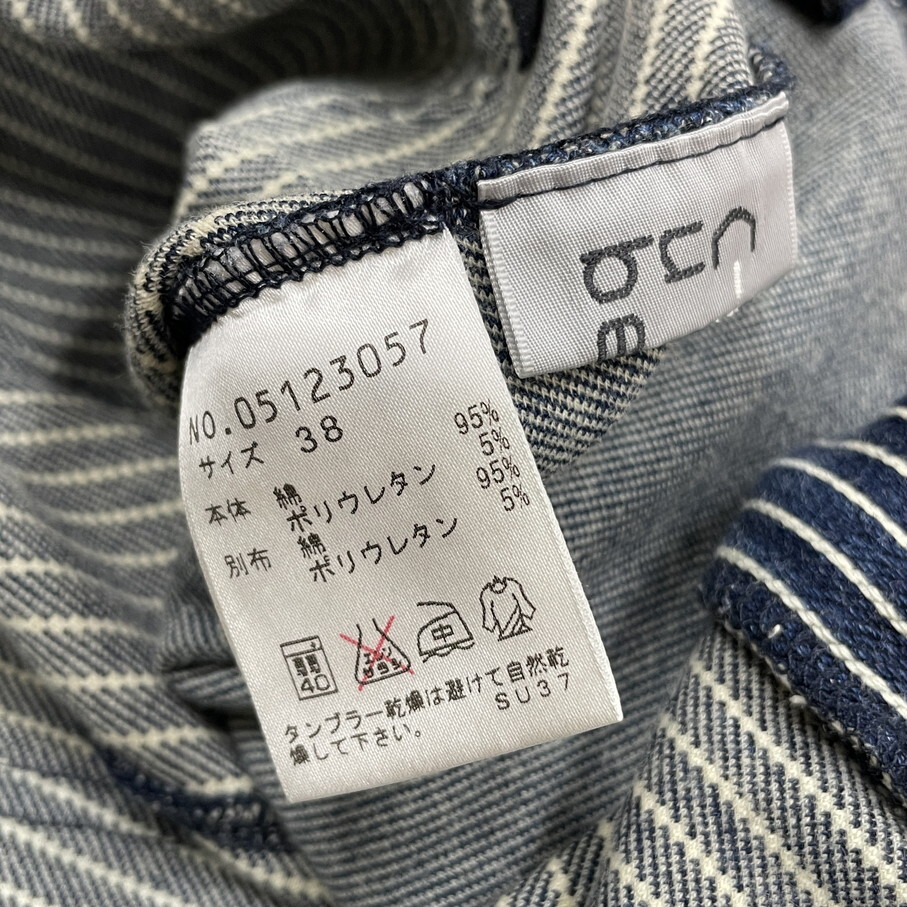 NO.05123057
サイズ 38
本体 綿 95%
ポリウレタン 5%
別布 綿 95%
ポリウレタン 5%
40
タンブラー乾燥は避けて自然乾
燥して下さい。 SU37